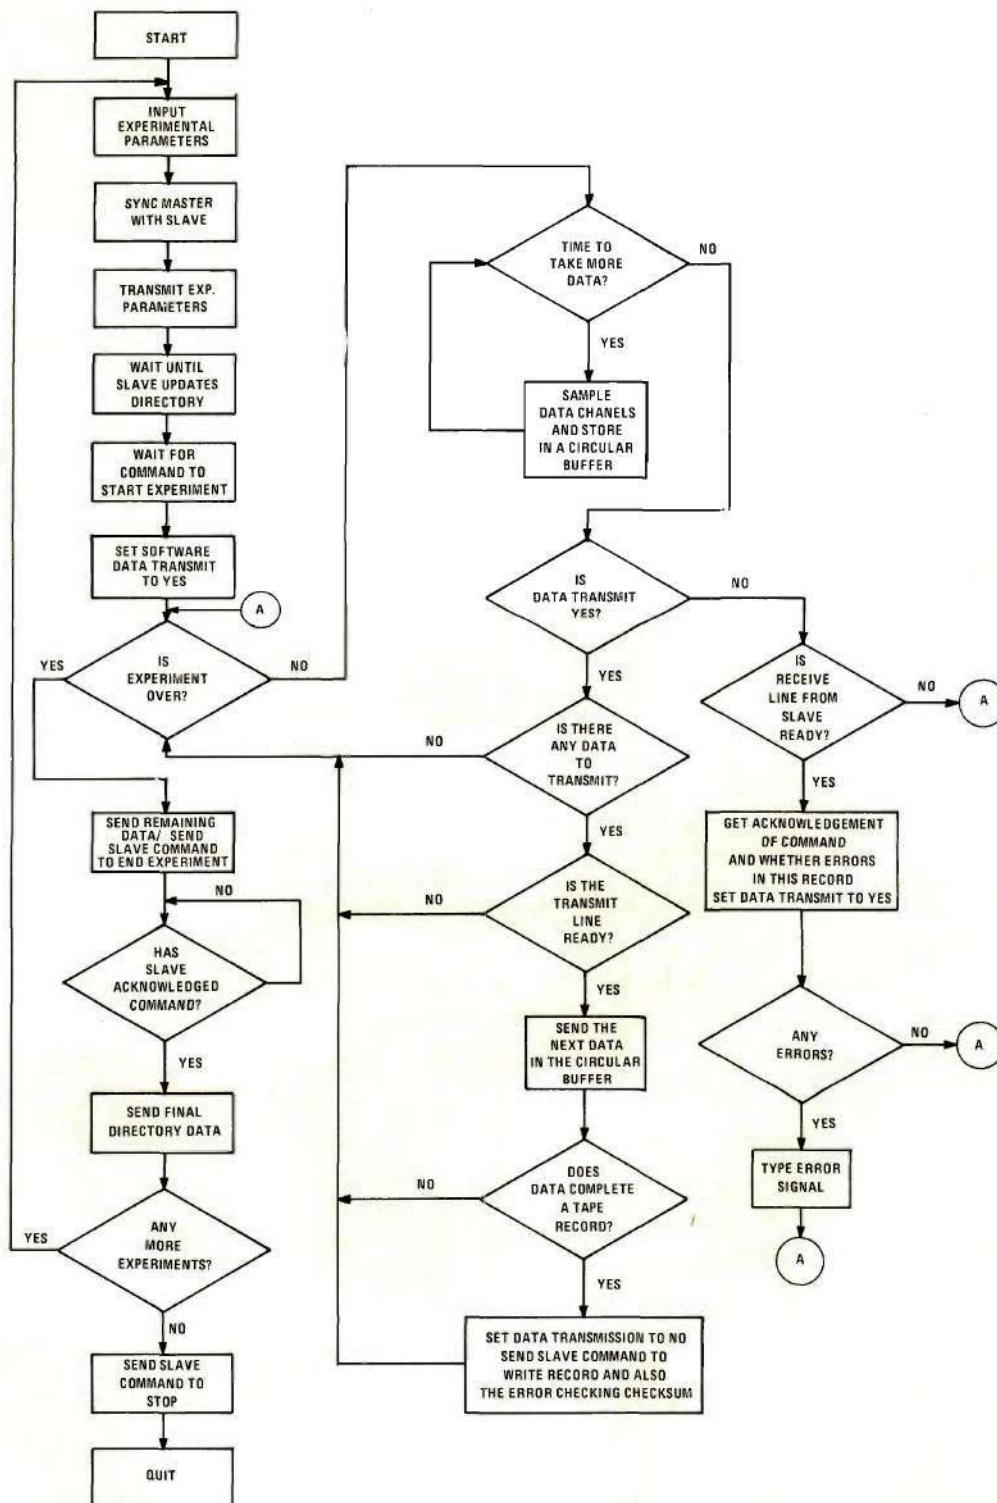 START
INPUT
EXPERIMENTAL
PARAMETERS
SYNC MASTER
WITH SLAVE
TRANSMIT EXP.
PARAMETERS
WAIT UNTIL
SLAVE UPDATES
DIRECTORY
WAIT FOR
COMMAND TO
START EXPERIMENT
SET SOFTWARE
DATA TRANSMIT
TO YES
A
YES
IS
EXPERIMENT
OVER?
NO
SEND REMAINING
DATA/ SEND
SLAVE COMMAND
TO END EXPERIMENT
NO
HAS
SLAVE
ACKNOWLEDGED
COMMAND?
YES
SEND FINAL
DIRECTORY DATA
YES
ANY
MORE
EXPERIMENTS?
NO
SEND SLAVE
COMMAND TO
STOP
QUIT
TIME TO
TAKE MORE
DATA?
NO
YES
SAMPLE
DATA CHANELS
AND STORE
IN A CIRCULAR
BUFFER
IS
DATA TRANSMIT
YES?
NO
YES
IS THERE
ANY DATA
TO
TRANSMIT?
NO
YES
IS THE
TRANSMIT
LINE
READY?
NO
YES
SEND THE
NEXT DATA
IN THE CIRCULAR
BUFFER
DOES
DATA COMPLETE
A TAPE
RECORD?
NO
YES
SET DATA TRANSMISSION TO NO
SEND SLAVE COMMAND TO
WRITE RECORD AND ALSO
THE ERROR CHECKING CHECKSUM
IS
RECEIVE
LINE FROM
SLAVE
READY?
NO
A
YES
GET ACKNOWLEDGEMENT
OF COMMAND
AND WHETHER ERRORS
IN THIS RECORD
SET DATA TRANSMIT TO YES
ANY
ERRORS?
NO
A
YES
TYPE ERROR
SIGNAL
A